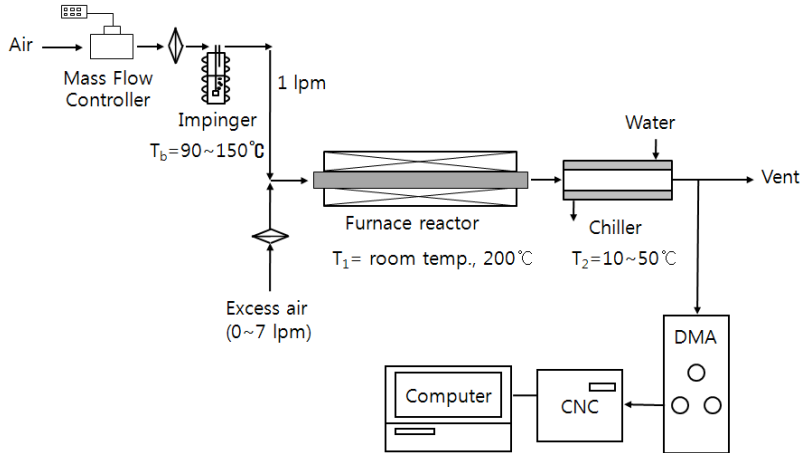 Air
Mass Flow
Controller
Impinger
T_b=90~150℃
1 lpm
Water
Vent
Furnace reactor
T₁= room temp., 200℃
Chiller
T₂=10~50℃
Excess air
(0~7 lpm)
DMA
Computer
CNC